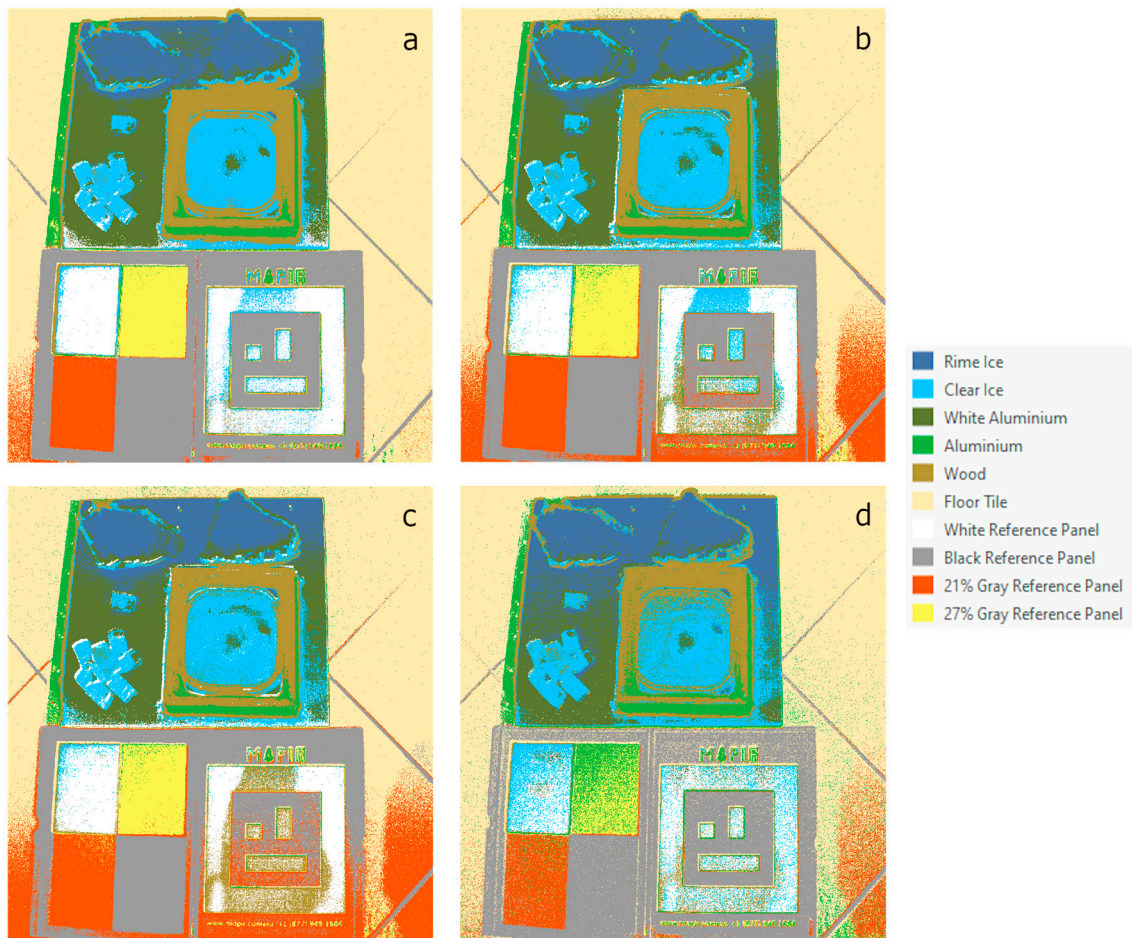 a
b
MAPIR
MAPIR
c
d
MAPIR
MAPIR
Rime Ice
Clear Ice
White Aluminium
Aluminium
Wood
Floor Tile
White Reference Panel
Black Reference Panel
21% Gray Reference Panel
27% Gray Reference Panel